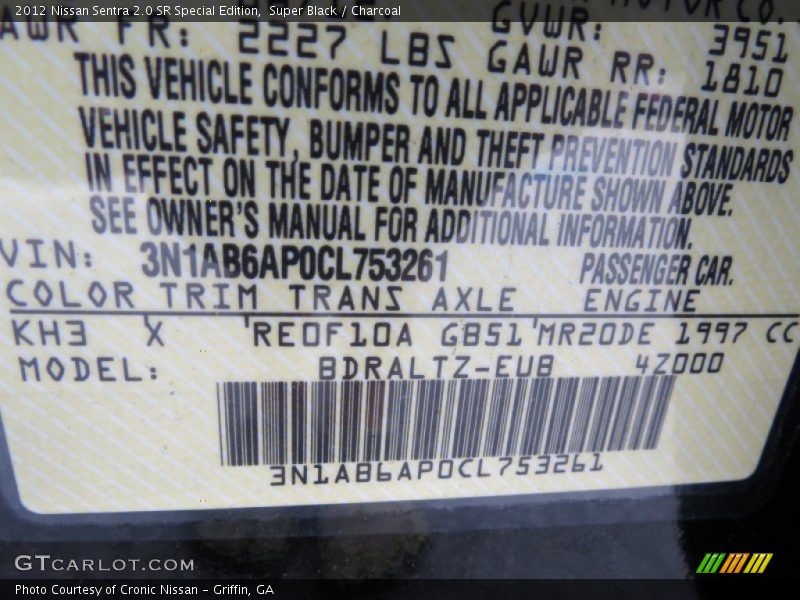 2012 Nissan Sentra 2.0 SR Special Edition,  Super Black / Charcoal
MOTOR CO.
GVWR: 3951
GAWR FR: 2227 LBS GAWR RR: 1810
THIS VEHICLE CONFORMS TO ALL APPLICABLE FEDERAL MOTOR
VEHICLE SAFETY, BUMPER AND THEFT PREVENTION STANDARDS
IN EFFECT ON THE DATE OF MANUFACTURE SHOWN ABOVE.
SEE OWNER'S MANUAL FOR ADDITIONAL INFORMATION.
VIN: 3N1AB6AP0CL753261 PASSENGER CAR.
COLOR TRIM TRANS AXLE ENGINE
KH3 X RE0F10A GB51 MR20DE 1997 CC
MODEL: BDRALTZ-EUB 4Z000
3N1AB6AP0CL753261
GTCARLOT.COM
Photo Courtesy of Cronic Nissan - Griffin, GA